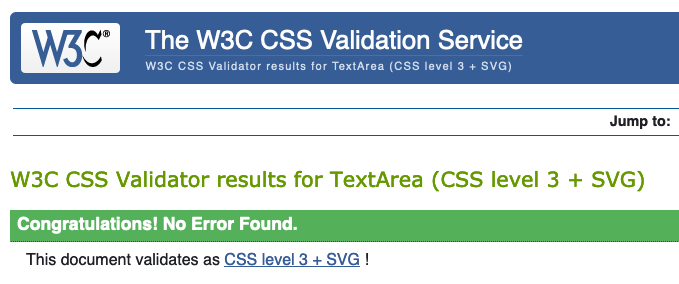 W3C®
The W3C CSS Validation Service
W3C CSS Validator results for TextArea (CSS level 3 + SVG)
Jump to:
W3C CSS Validator results for TextArea (CSS level 3 + SVG)
Congratulations! No Error Found.
This document validates as CSS level 3 + SVG !